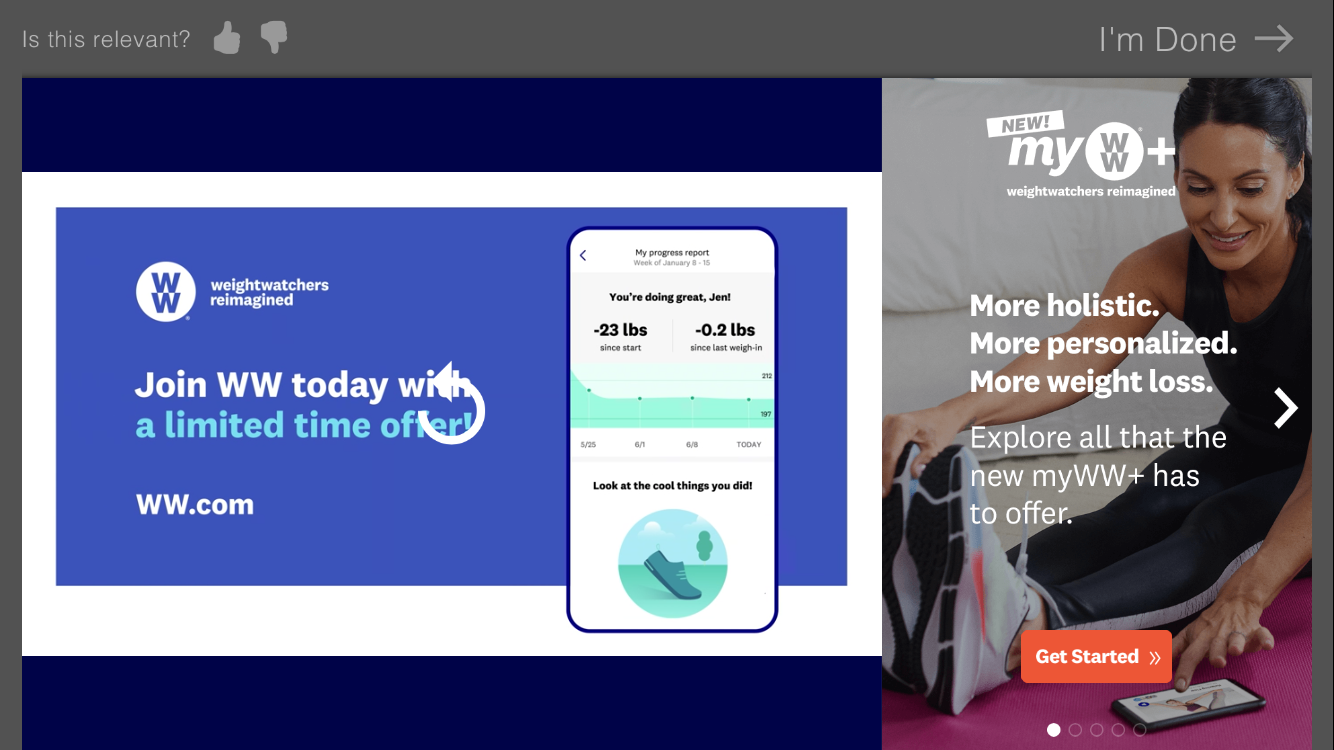 Is this relevant?
I'm Done
WW
weightwatchers
reimagined
Join WW today with
a limited time offer!
WW.com
My progress report
Week of January 8 - 15
You're doing great, Jen!
-23 lbs
since start
-0.2 lbs
since last weigh-in
212
197
5/25
6/1
6/8
TODAY
Look at the cool things you did!
NEW!
myWW+
weightwatchers reimagined
More holistic.
More personalized.
More weight loss.
Explore all that the
new myWW+ has
to offer.
Get Started »